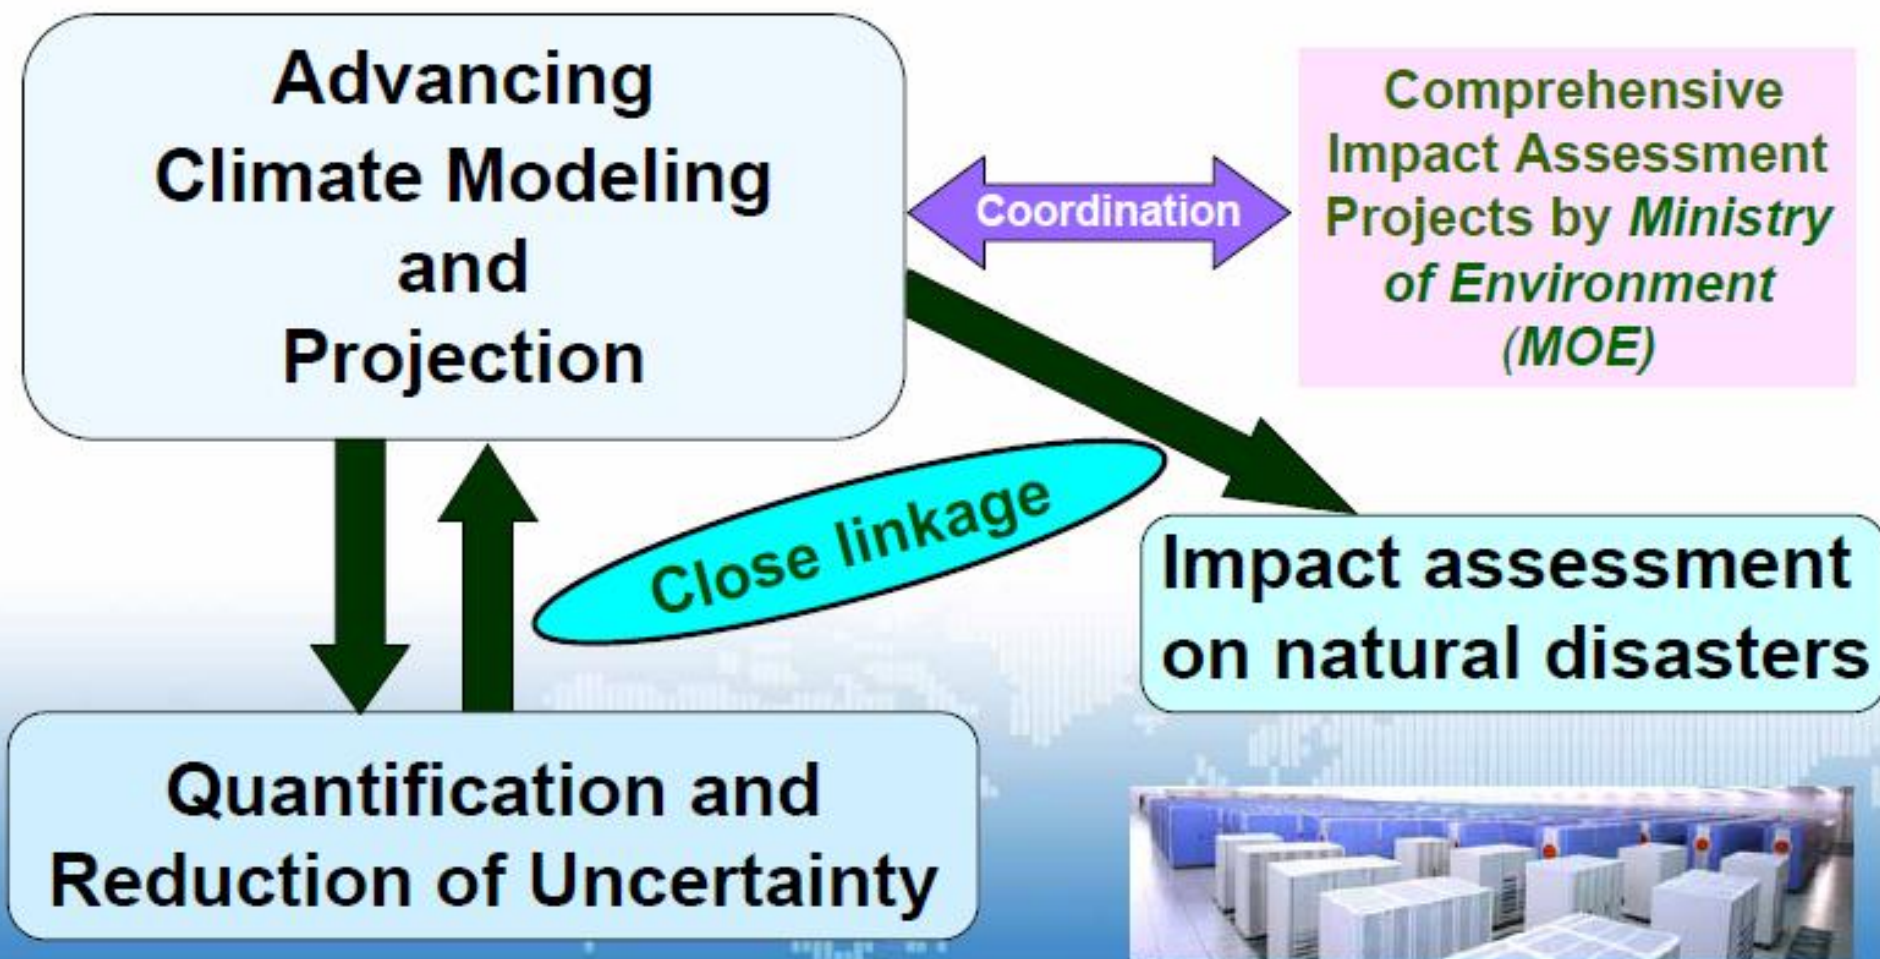 Advancing
Climate Modeling
and
Projection
Coordination
Comprehensive
Impact Assessment
Projects by Ministry
of Environment
(MOE)
Close linkage
Impact assessment
on natural disasters
Quantification and
Reduction of Uncertainty